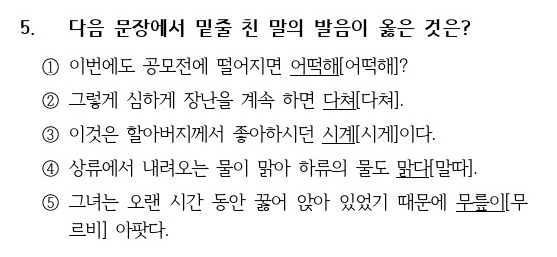 5. 다음 문장에서 밑줄 친 말의 발음이 옳은 것은?
① 이번에도 공모전에 떨어지면 어떡해[어떡해]?
② 그렇게 심하게 장난을 계속 하면 다쳐[다쳐].
③ 이것은 할아버지께서 좋아하시던 시계[시게]이다.
④ 상류에서 내려오는 물이 맑아 하류의 물도 맑다[말따].
⑤ 그녀는 오랜 시간 동안 꿇어 앉아 있었기 때문에 무릎이[무
르비] 아팟다.